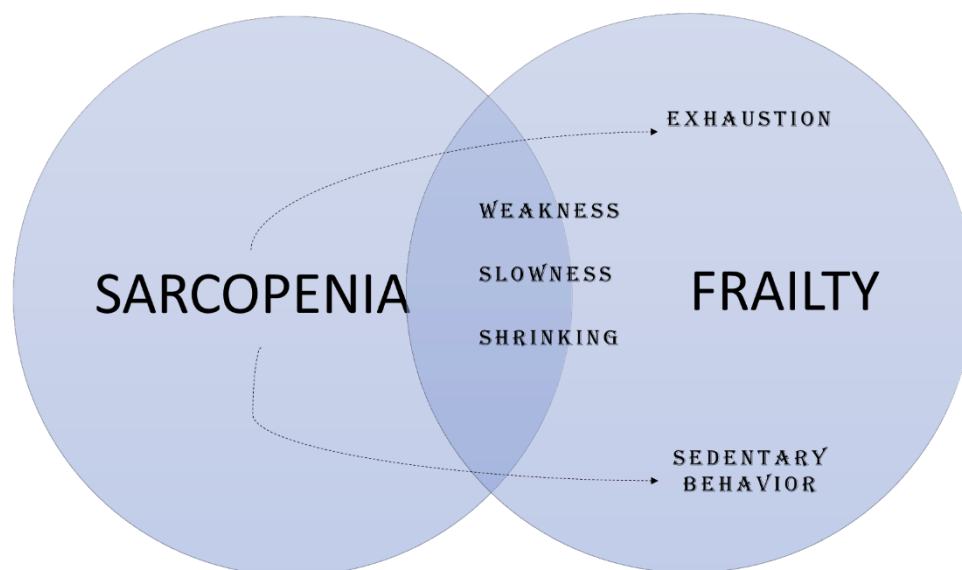 EXHAUSTION
WEAKNESS
SLOWNESS
SARCOPENIA
FRAILTY
SHRINKING
SEDENTARY
BEHAVIOR